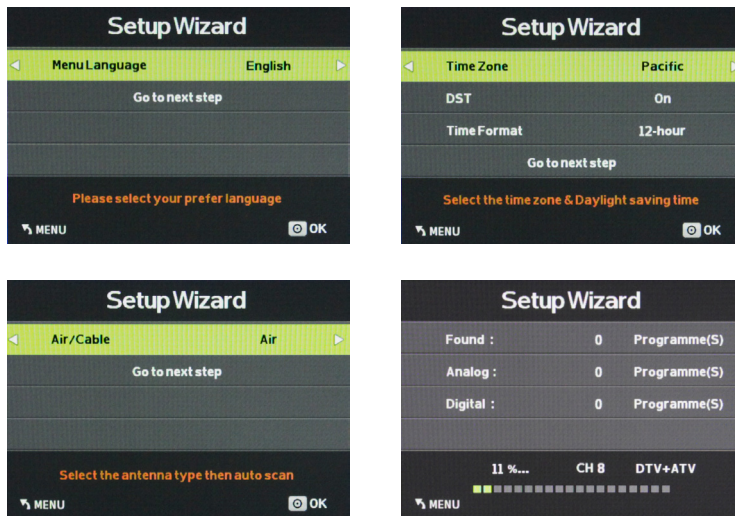 Setup Wizard
Menu Language English
Go to next step
Please select your prefer language
MENU OK
Setup Wizard
Time Zone Pacific
DST On
Time Format 12-hour
Go to next step
Select the time zone & Daylight saving time
MENU OK
Setup Wizard
Air/Cable Air
Go to next step
Select the antenna type then auto scan
MENU OK
Setup Wizard
Found : 0 Programme(S)
Analog : 0 Programme(S)
Digital : 0 Programme(S)
11 %... CH 8 DTV+ATV
MENU